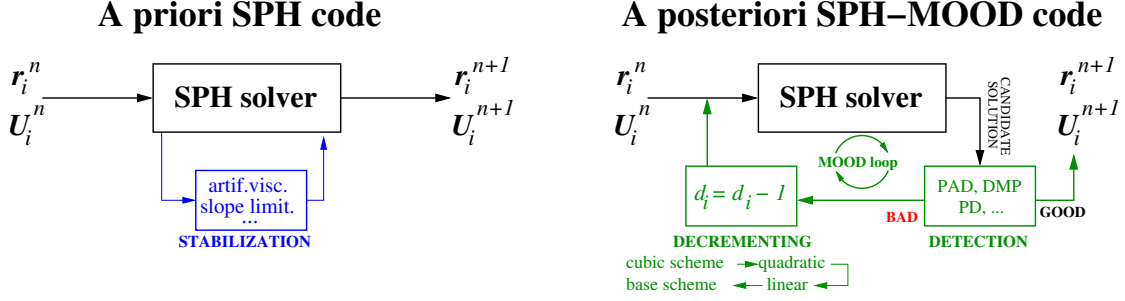 A priori SPH code
r_i^n
U_i^n
SPH solver
r_i^{n+1}
U_i^{n+1}
artif.visc.
slope limit.
...
STABILIZATION
A posteriori SPH−MOOD code
r_i^n
U_i^n
SPH solver
CANDIDATE
SOLUTION
r_i^{n+1}
U_i^{n+1}
MOOD loop
d_i = d_i − 1
DECREMENTING
BAD
PAD, DMP
PD, ...
DETECTION
GOOD
cubic scheme quadratic
base scheme linear